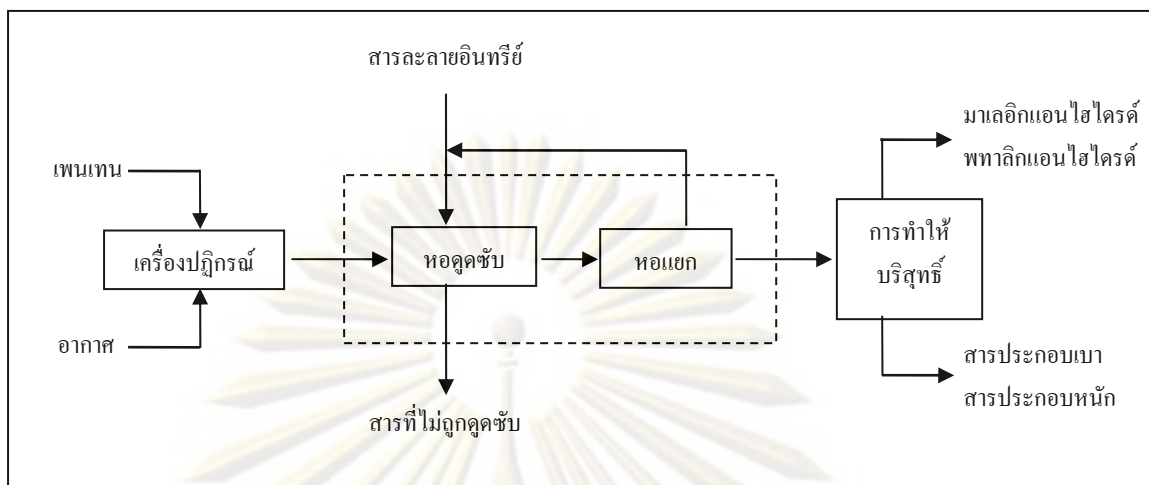 สารละลายอินทรีย์
มาเลอิกแอนไฮไดรด์
พทาลิกแอนไฮไดรด์
เพนเทน
เครื่องปฏิกรณ์
หอดูดซับ
หอแยก
การทำให้
บริสุทธิ์
อากาศ
สารที่ไม่ถูกดูดซับ
สารประกอบเบา
สารประกอบหนัก